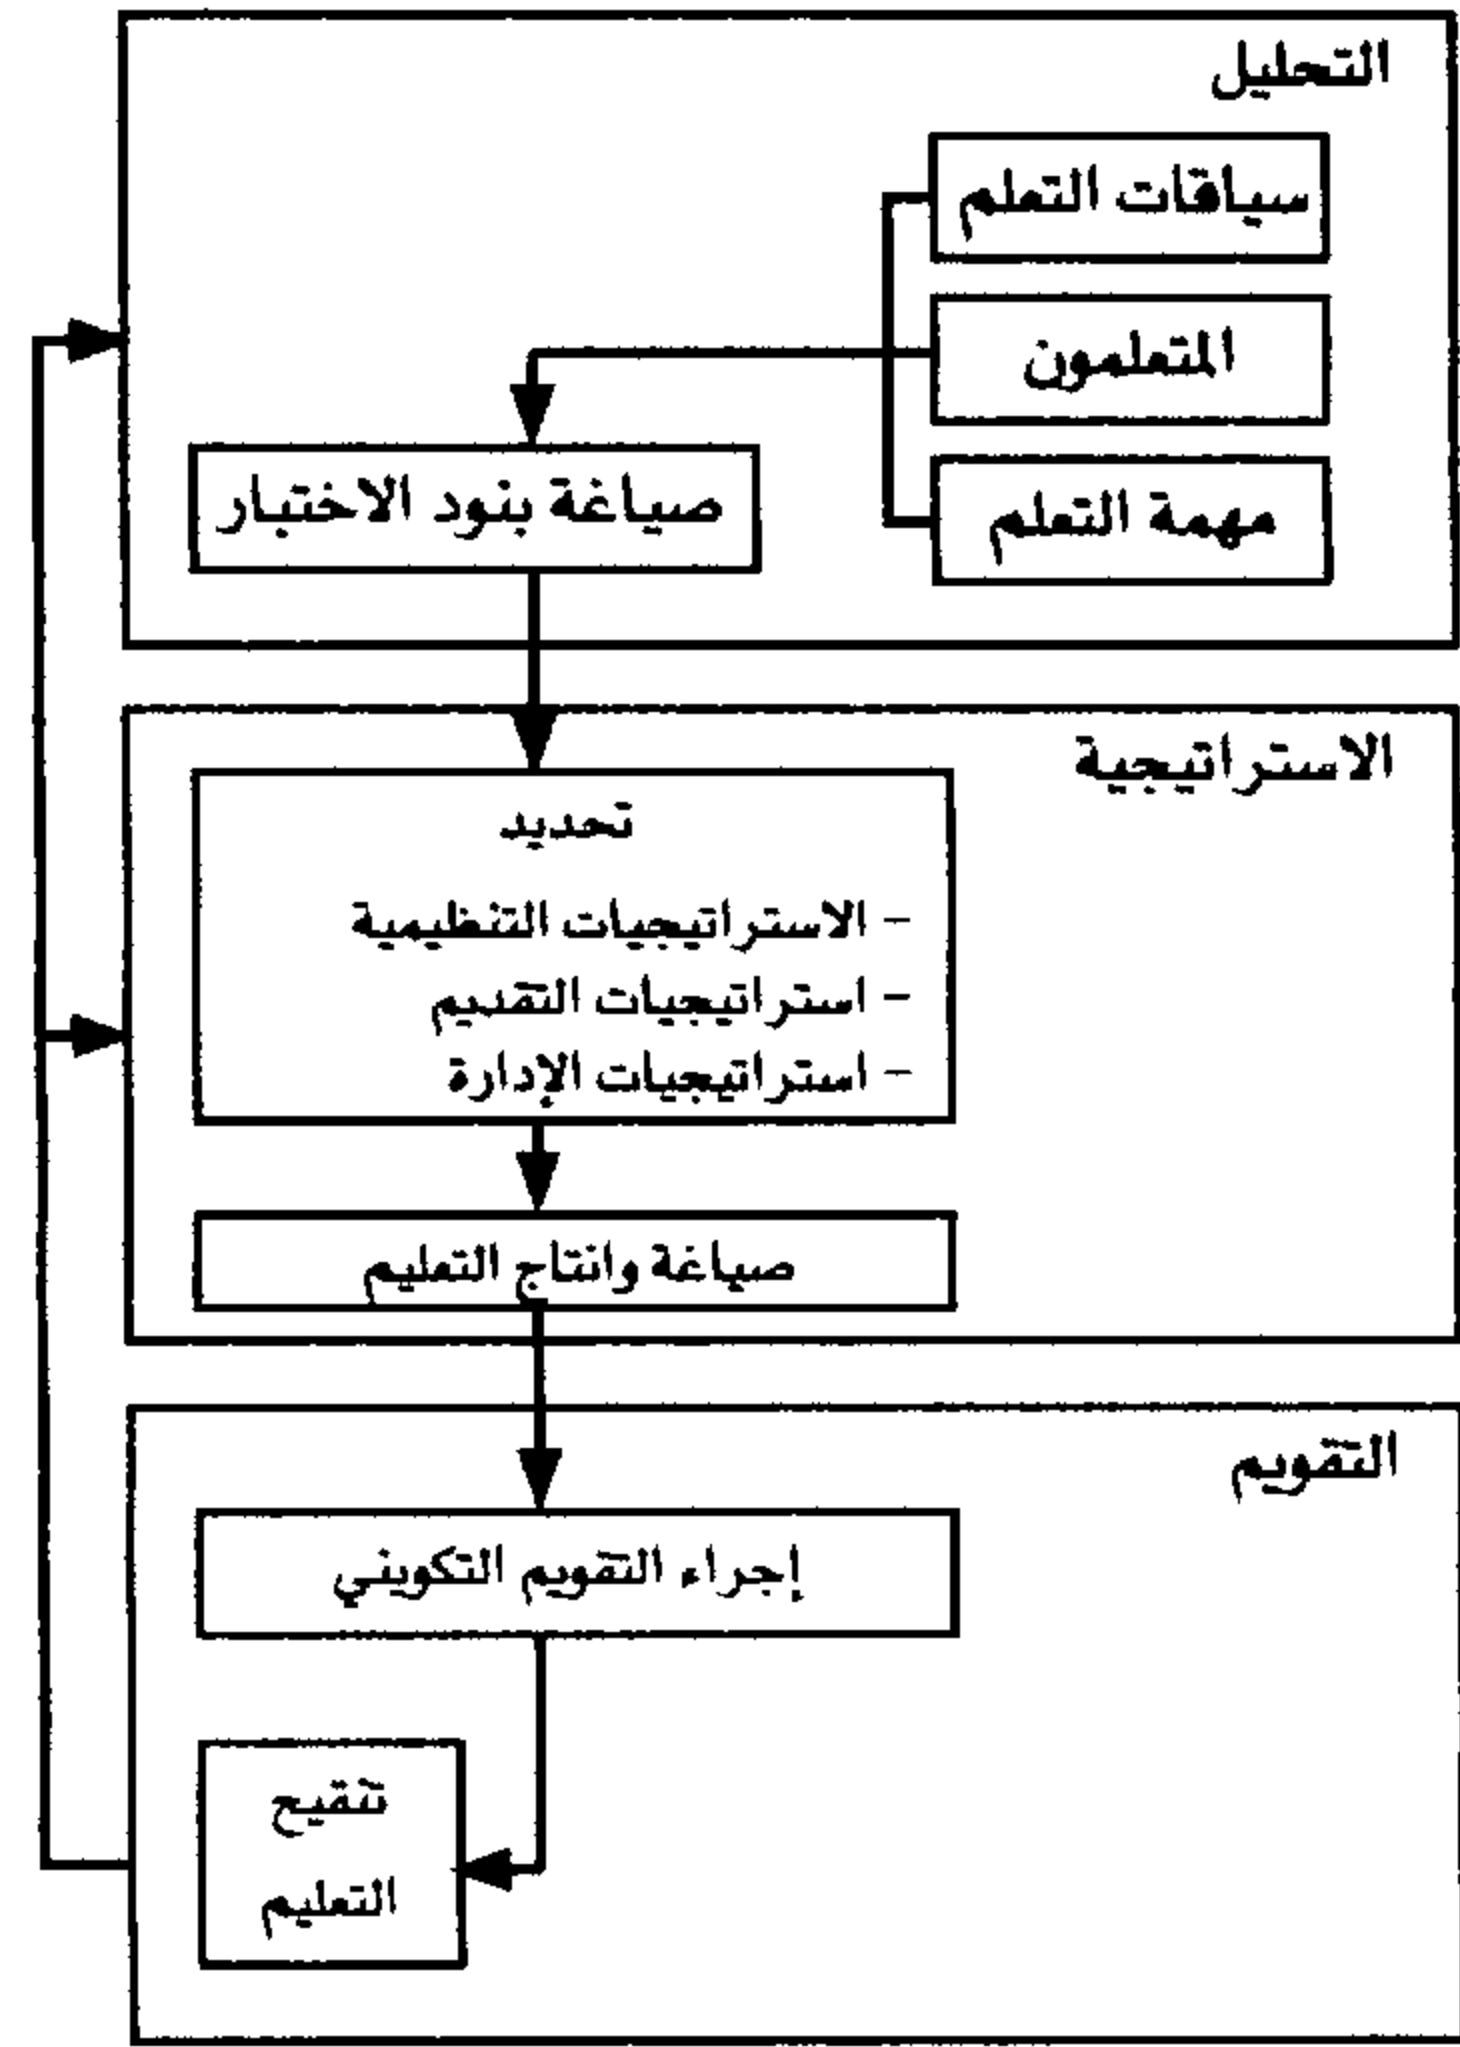 التحليل
سياقات التعلم
المتعلمون
مهمة التعلم
صياغة بنود الاختبار
الاستراتيجية
تحديد
- الاستراتيجيات التنظيمية
- استراتيجيات التقديم
- استراتيجيات الإدارة
صياغة وانتاج التعليم
التقويم
إجراء التقويم التكويني
تنقيح
التعليم